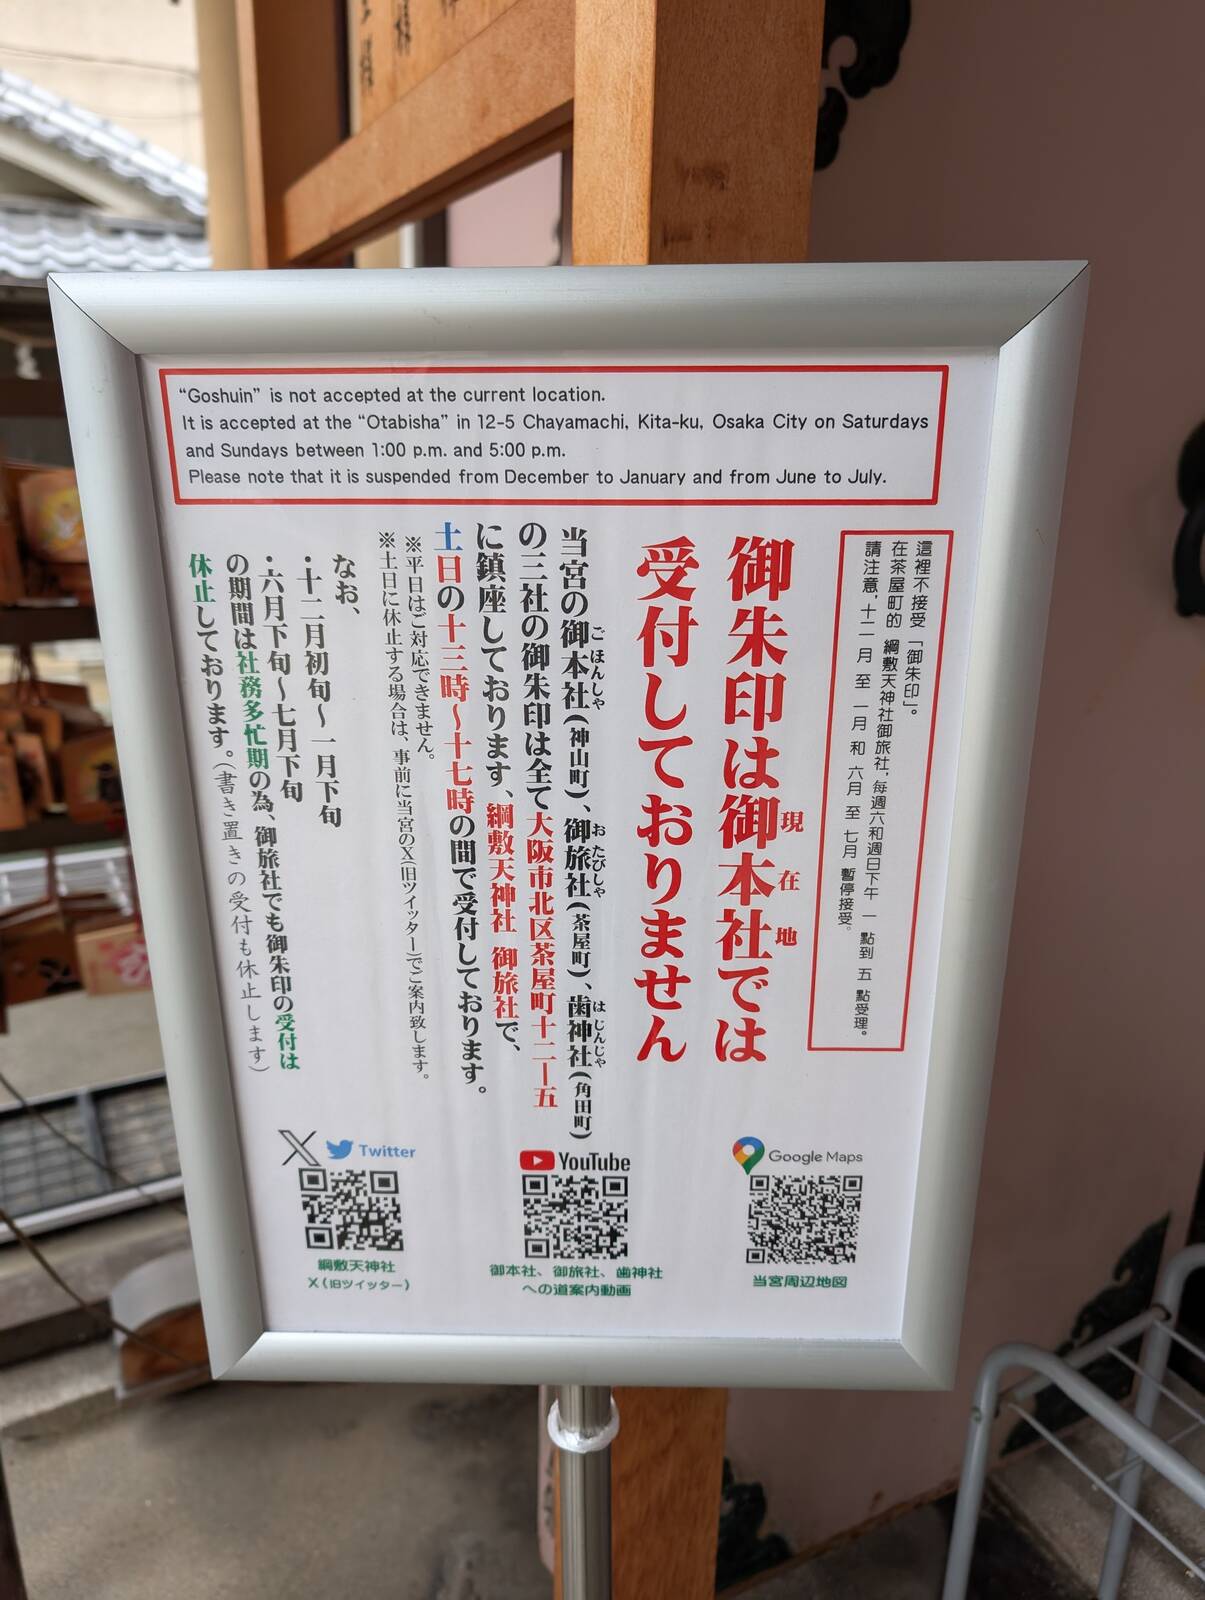 “Goshuin” is not accepted at the current location.
It is accepted at the “Otabisha” in 12-5 Chayamachi, Kita-ku, Osaka City on Saturdays
and Sundays between 1:00 p.m. and 5:00 p.m.
Please note that it is suspended from December to January and from June to July.
這裡不接受「御朱印」。
在茶屋町的 綱敷天神社御旅社，每週六和週日下午 一 點到 五 點受理。
請注意，十二月 至 一月 和 六月 至 七月 暫停接受。
御朱印は御本社では
現在地
受付しておりません
当宮の御本社(神山町)、御旅社(茶屋町)、歯神社(角田町)
ごほんしゃ
おたびしゃ
はじんじゃ
の三社の御朱印は全て大阪市北区茶屋町十二ー五
に鎮座しております、綱敷天神社 御旅社で、
土日の十三時〜十七時の間で受付しております。
※平日はご対応できません。
※土日に休止する場合は、事前に当宮のX(旧ツイッター)でご案内致します。
なお、
・十二月初旬〜一月下旬
・六月下旬〜七月下旬
の期間は社務多忙期の為、御旅社でも御朱印の受付は
休止しております。(書き置きの受付も休止します)
X Twitter
綱敷天神社
X(旧ツイッター)
YouTube
御本社、御旅社、歯神社
への道案内動画
Google Maps
当宮周辺地図